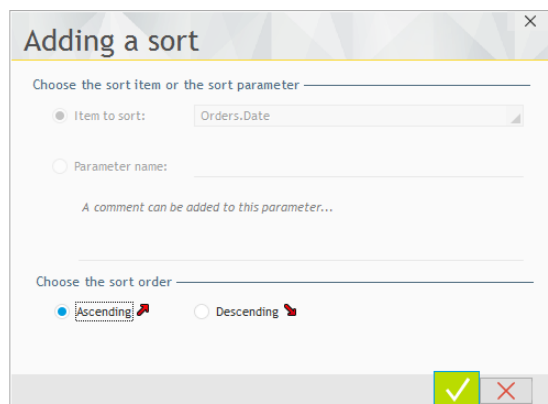 Adding a sort
Choose the sort item or the sort parameter
Item to sort: Orders.Date
Parameter name:
A comment can be added to this parameter...
Choose the sort order
Ascending Descending